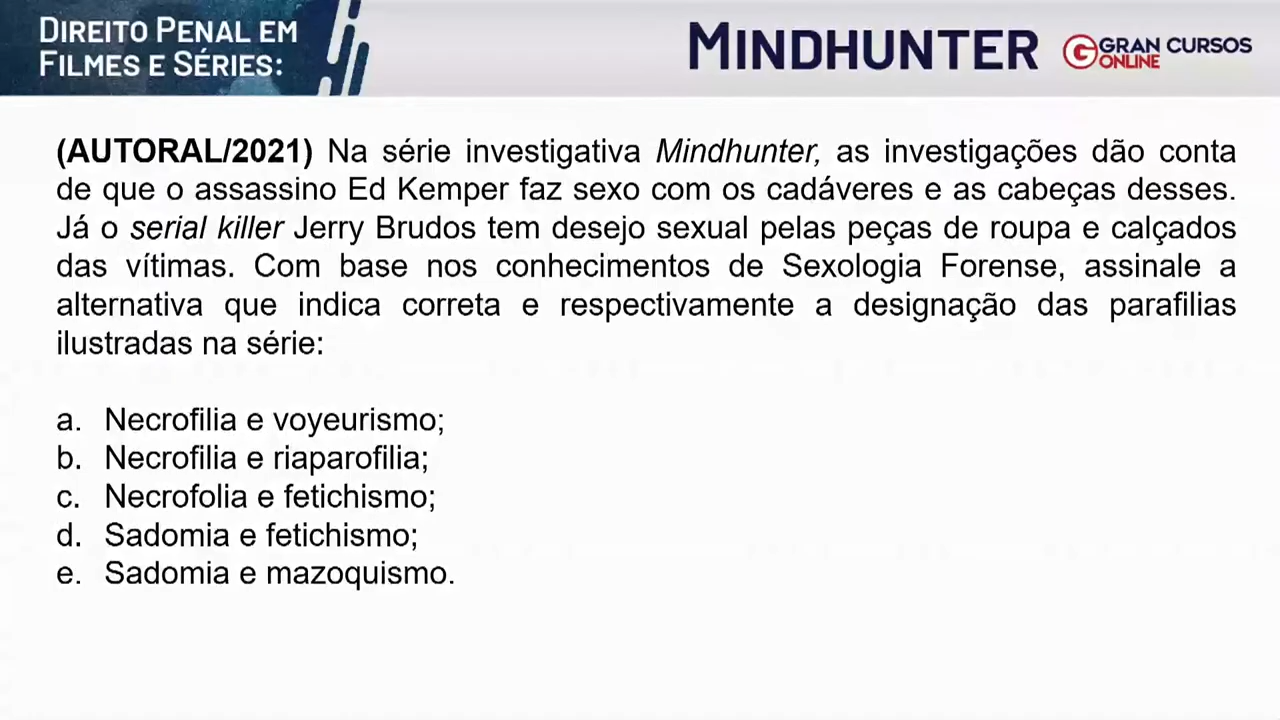 DIREITO PENAL EM
FILMES E SÉRIES:
MINDHUNTER
GRAN CURSOS
ONLINE
(AUTORAL/2021) Na série investigativa Mindhunter, as investigações dão conta
de que o assassino Ed Kemper faz sexo com os cadáveres e as cabeças desses.
Já o serial killer Jerry Brudos tem desejo sexual pelas peças de roupa e calçados
das vítimas. Com base nos conhecimentos de Sexologia Forense, assinale a
alternativa que indica correta e respectivamente a designação das parafilias
ilustradas na série:
a. Necrofilia e voyeurismo;
b. Necrofilia e riaparofilia;
c. Necrofolia e fetichismo;
d. Sadomia e fetichismo;
e. Sadomia e mazoquismo.